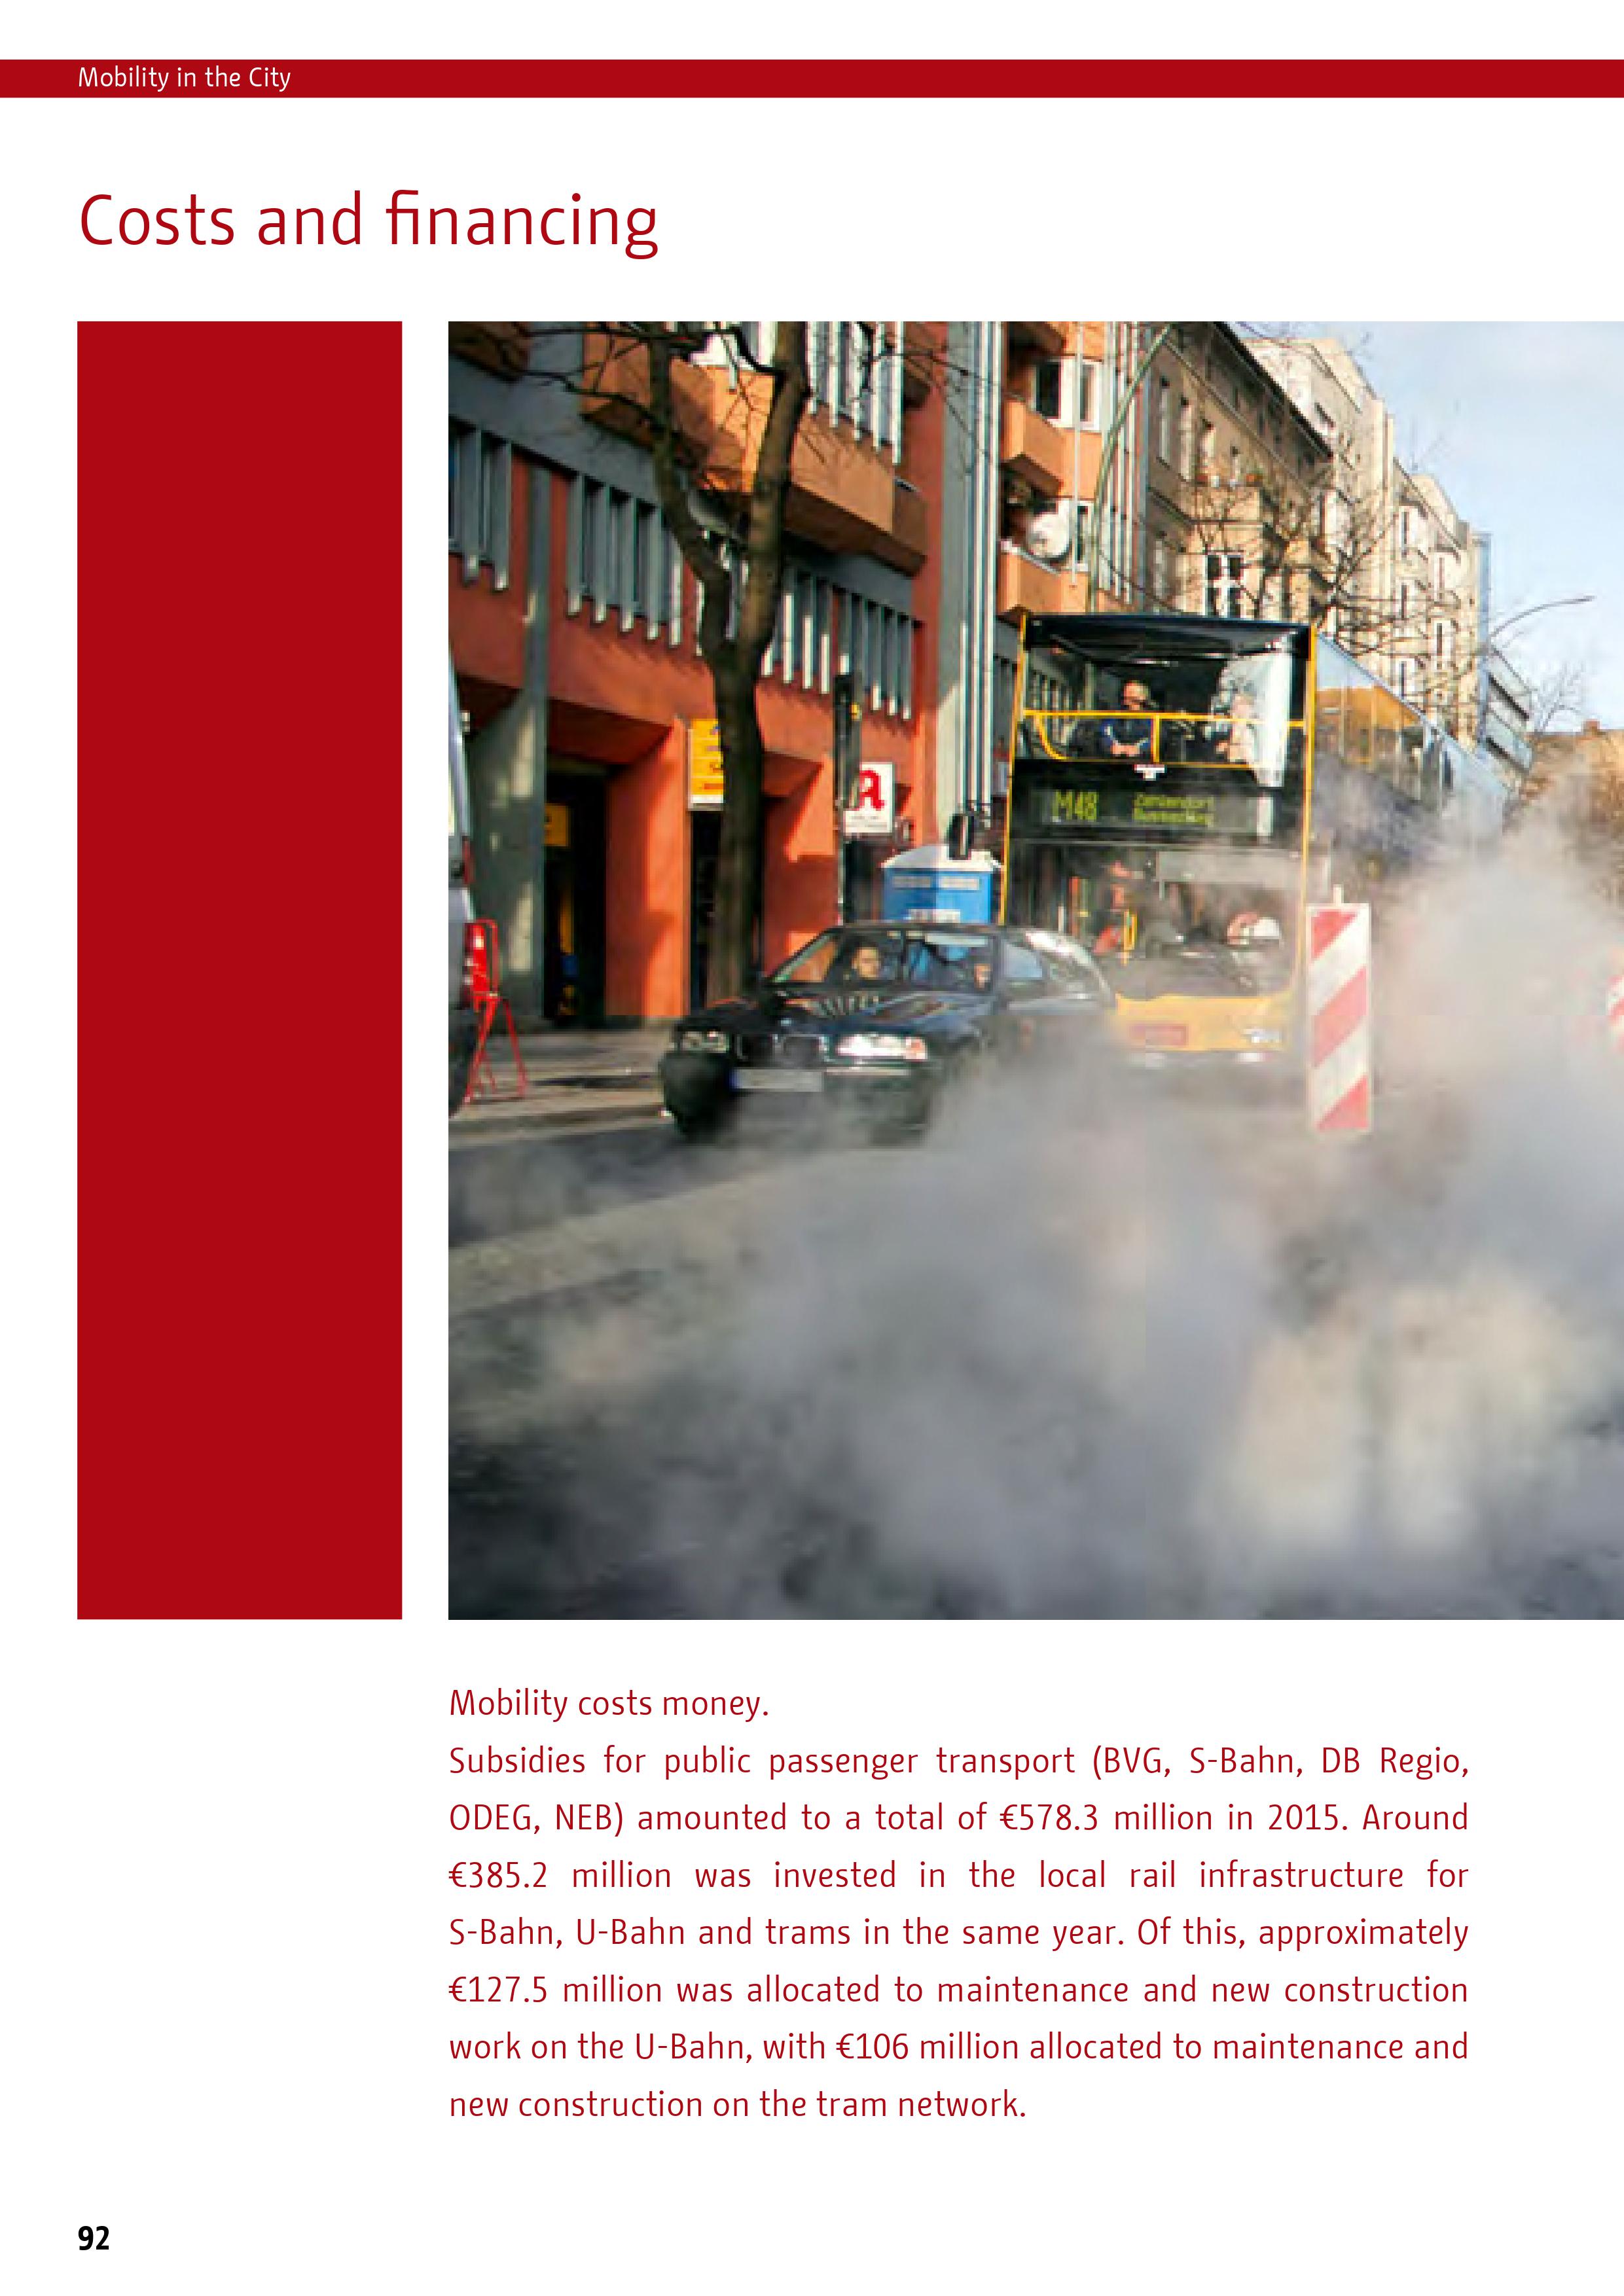 Mobility in the City
Costs and financing
A
M48
Mobility costs money.
Subsidies for public passenger transport (BVG, S-Bahn, DB Regio,
ODEG, NEB) amounted to a total of €578.3 million in 2015. Around
€385.2 million was invested in the local rail infrastructure for
S-Bahn, U-Bahn and trams in the same year. Of this, approximately
€127.5 million was allocated to maintenance and new construction
work on the U-Bahn, with €106 million allocated to maintenance and
new construction on the tram network.
92